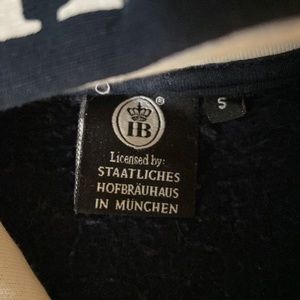 HB
®
S
Licensed by:
STAATLICHES
HOFBRÄUHAUS
IN MÜNCHEN